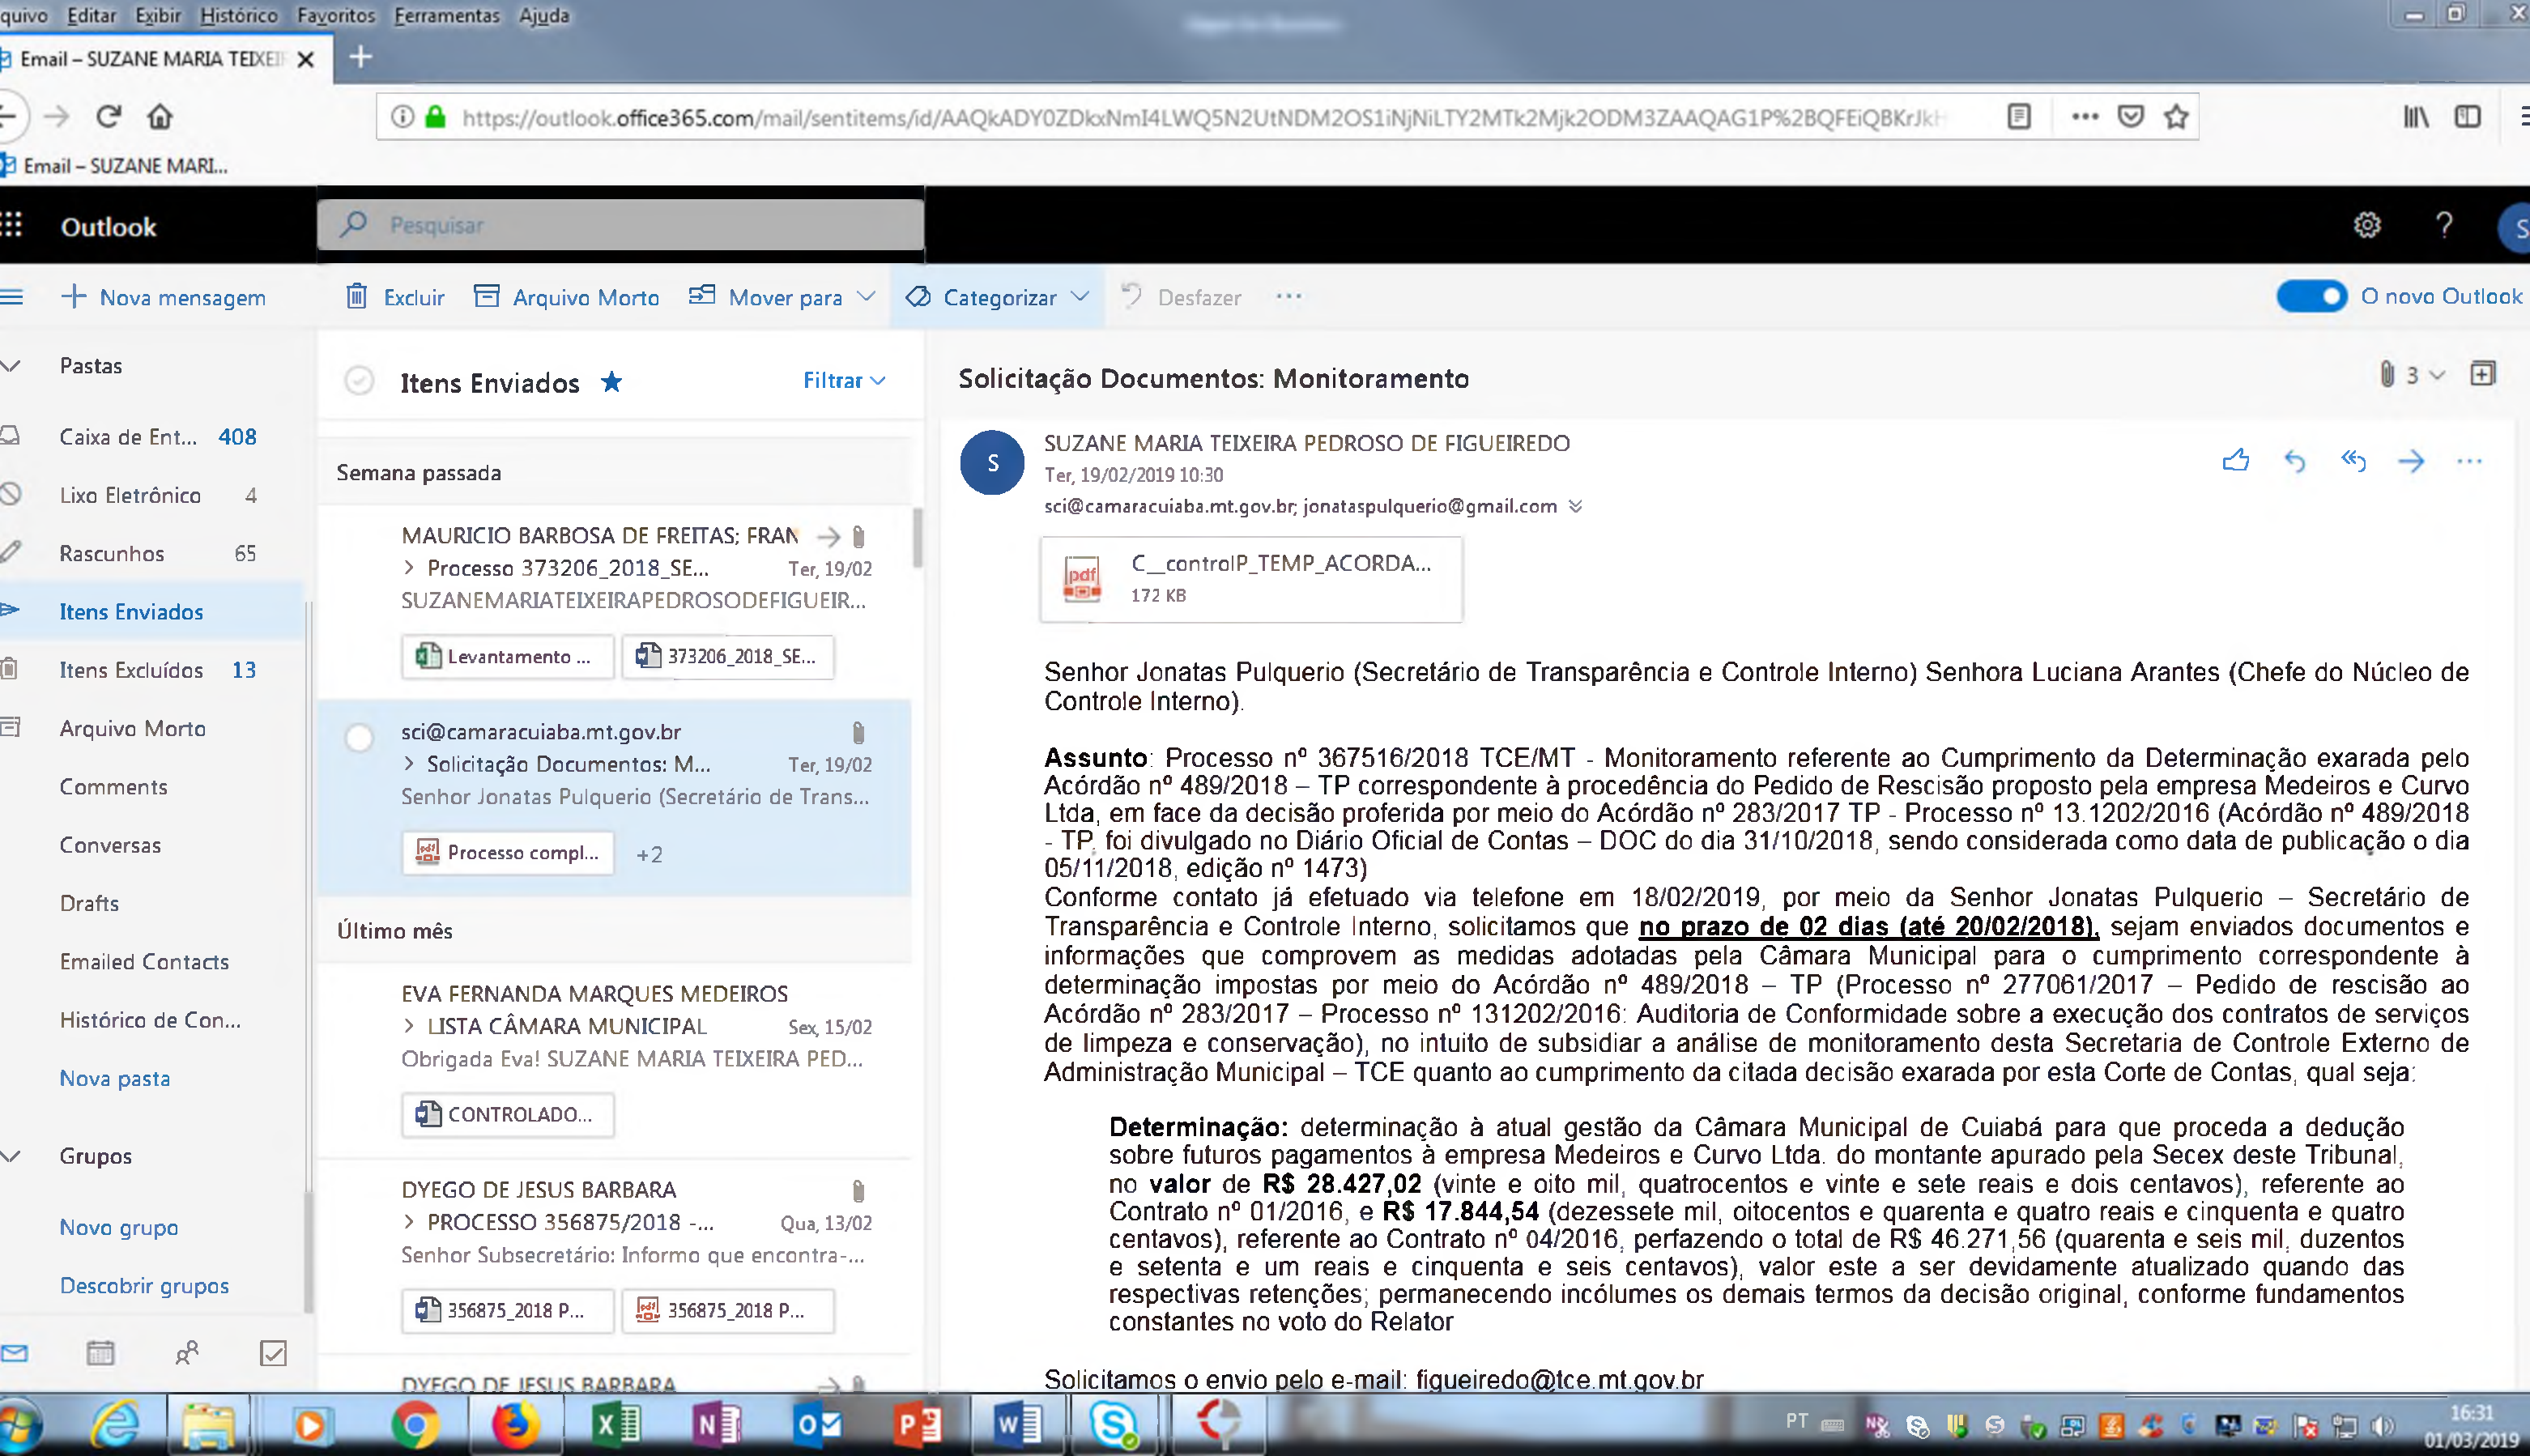 quivo Editar Exibir Histórico Favoritos Ferramentas Ajuda
Email – SUZANE MARIA TEIXEIR
https://outlook.office365.com/mail/sentitems/id/AAQkADY0ZDkxNmI4LWQ5N2UtNDM2OS1iNjNiLTY2MTk2Mjk2ODM3ZAAQAG1P%2BQFEiQBKrJkH
Email – SUZANE MARI...
Outlook
Pesquisar
?
S
Nova mensagem
Excluir
Arquivo Morto
Mover para
Categorizar
Desfazer
...
O novo Outlook
Pastas
Caixa de Ent... 408
Lixo Eletrônico 4
Rascunhos 65
Itens Enviados
Itens Excluídos 13
Arquivo Morto
Comments
Conversas
Drafts
Emailed Contacts
Histórico de Con...
Nova pasta
Grupos
Novo grupo
Descobrir grupos
Itens Enviados
Filtrar
Semana passada
MAURICIO BARBOSA DE FREITAS; FRAN
> Processo 373206_2018_SE... Ter, 19/02
SUZANEMARIATEIXEIRAPEDROSODEFIGUEIR...
Levantamento ...
373206_2018_SE...
sci@camaracuiaba.mt.gov.br
> Solicitação Documentos: M... Ter, 19/02
Senhor Jonatas Pulquerio (Secretário de Trans...
Processo compl...
+2
Último mês
EVA FERNANDA MARQUES MEDEIROS
> LISTA CÂMARA MUNICIPAL Sex, 15/02
Obrigada Eva! SUZANE MARIA TEIXEIRA PED...
CONTROLADO...
DYEGO DE JESUS BARBARA
> PROCESSO 356875/2018 -... Qua, 13/02
Senhor Subsecretário: Informo que encontra-...
356875_2018 P...
356875_2018 P...
DYEGO DE JESUS BARBARA
Solicitação Documentos: Monitoramento
3
S
SUZANE MARIA TEIXEIRA PEDROSO DE FIGUEIREDO
Ter, 19/02/2019 10:30
sci@camaracuiaba.mt.gov.br; jonataspulquerio@gmail.com
C__controlP_TEMP_ACORDA...
172 KB
Senhor Jonatas Pulquerio (Secretário de Transparência e Controle Interno) Senhora Luciana Arantes (Chefe do Núcleo de
Controle Interno).
Assunto: Processo nº 367516/2018 TCE/MT - Monitoramento referente ao Cumprimento da Determinação exarada pelo
Acórdão nº 489/2018 – TP correspondente à procedência do Pedido de Rescisão proposto pela empresa Medeiros e Curvo
Ltda, em face da decisão proferida por meio do Acórdão nº 283/2017 TP - Processo nº 13.1202/2016 (Acórdão nº 489/2018
- TP, foi divulgado no Diário Oficial de Contas – DOC do dia 31/10/2018, sendo considerada como data de publicação o dia
05/11/2018, edição nº 1473)
Conforme contato já efetuado via telefone em 18/02/2019, por meio da Senhor Jonatas Pulquerio – Secretário de
Transparência e Controle Interno, solicitamos que no prazo de 02 dias (até 20/02/2018), sejam enviados documentos e
informações que comprovem as medidas adotadas pela Câmara Municipal para o cumprimento correspondente à
determinação impostas por meio do Acórdão nº 489/2018 – TP (Processo nº 277061/2017 – Pedido de rescisão ao
Acórdão nº 283/2017 – Processo nº 131202/2016: Auditoria de Conformidade sobre a execução dos contratos de serviços
de limpeza e conservação), no intuito de subsidiar a análise de monitoramento desta Secretaria de Controle Externo de
Administração Municipal – TCE quanto ao cumprimento da citada decisão exarada por esta Corte de Contas, qual seja:
Determinação: determinação à atual gestão da Câmara Municipal de Cuiabá para que proceda a dedução
sobre futuros pagamentos à empresa Medeiros e Curvo Ltda. do montante apurado pela Secex deste Tribunal,
no valor de R$ 28.427,02 (vinte e oito mil, quatrocentos e vinte e sete reais e dois centavos), referente ao
Contrato nº 01/2016, e R$ 17.844,54 (dezessete mil, oitocentos e quarenta e quatro reais e cinquenta e quatro
centavos), referente ao Contrato nº 04/2016, perfazendo o total de R$ 46.271,56 (quarenta e seis mil, duzentos
e setenta e um reais e cinquenta e seis centavos), valor este a ser devidamente atualizado quando das
respectivas retenções; permanecendo incólumes os demais termos da decisão original, conforme fundamentos
constantes no voto do Relator
Solicitamos o envio pelo e-mail: figueiredo@tce.mt.gov.br
PT
16:31
01/03/2019